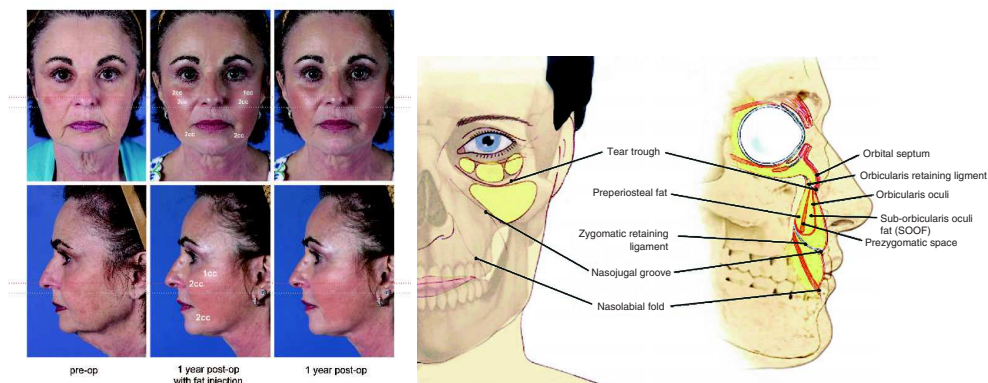 2cc
3cc
1cc
2cc
2cc
2cc
1cc
2cc
2cc
pre-op
1 year post-op
with fat injection
1 year post-op
Tear trough
Preperiosteal fat
Zygomatic retaining
ligament
Nasojugal groove
Nasolabial fold
Orbital septum
Orbicularis retaining ligment
Orbicularis oculi
Sub-orbicularis oculi
fat (SOOF)
Prezygomatic space